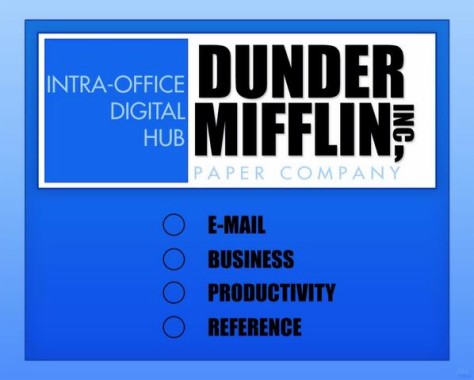 INTRA-OFFICE
DIGITAL
HUB
DUNDER
MIFFLIN,
INC.
PAPER COMPANY
E-MAIL
BUSINESS
PRODUCTIVITY
REFERENCE